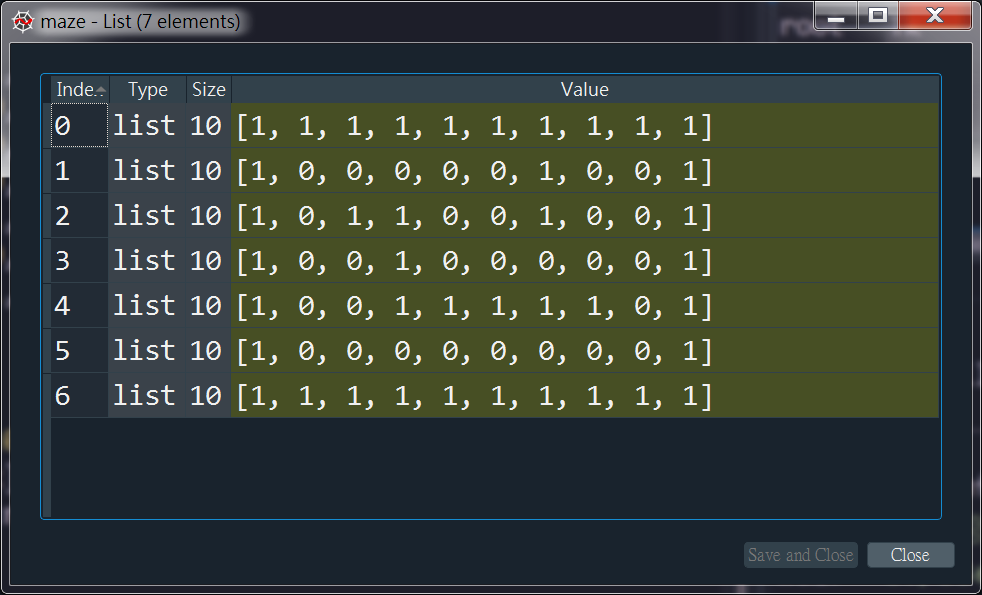 maze - List (7 elements)
Inde.. Type Size Value
0 list 10 [1, 1, 1, 1, 1, 1, 1, 1, 1, 1]
1 list 10 [1, 0, 0, 0, 0, 0, 1, 0, 0, 1]
2 list 10 [1, 0, 1, 1, 0, 0, 1, 0, 0, 1]
3 list 10 [1, 0, 0, 1, 0, 0, 0, 0, 0, 1]
4 list 10 [1, 0, 0, 1, 1, 1, 1, 1, 0, 1]
5 list 10 [1, 0, 0, 0, 0, 0, 0, 0, 0, 1]
6 list 10 [1, 1, 1, 1, 1, 1, 1, 1, 1, 1]
Save and Close Close